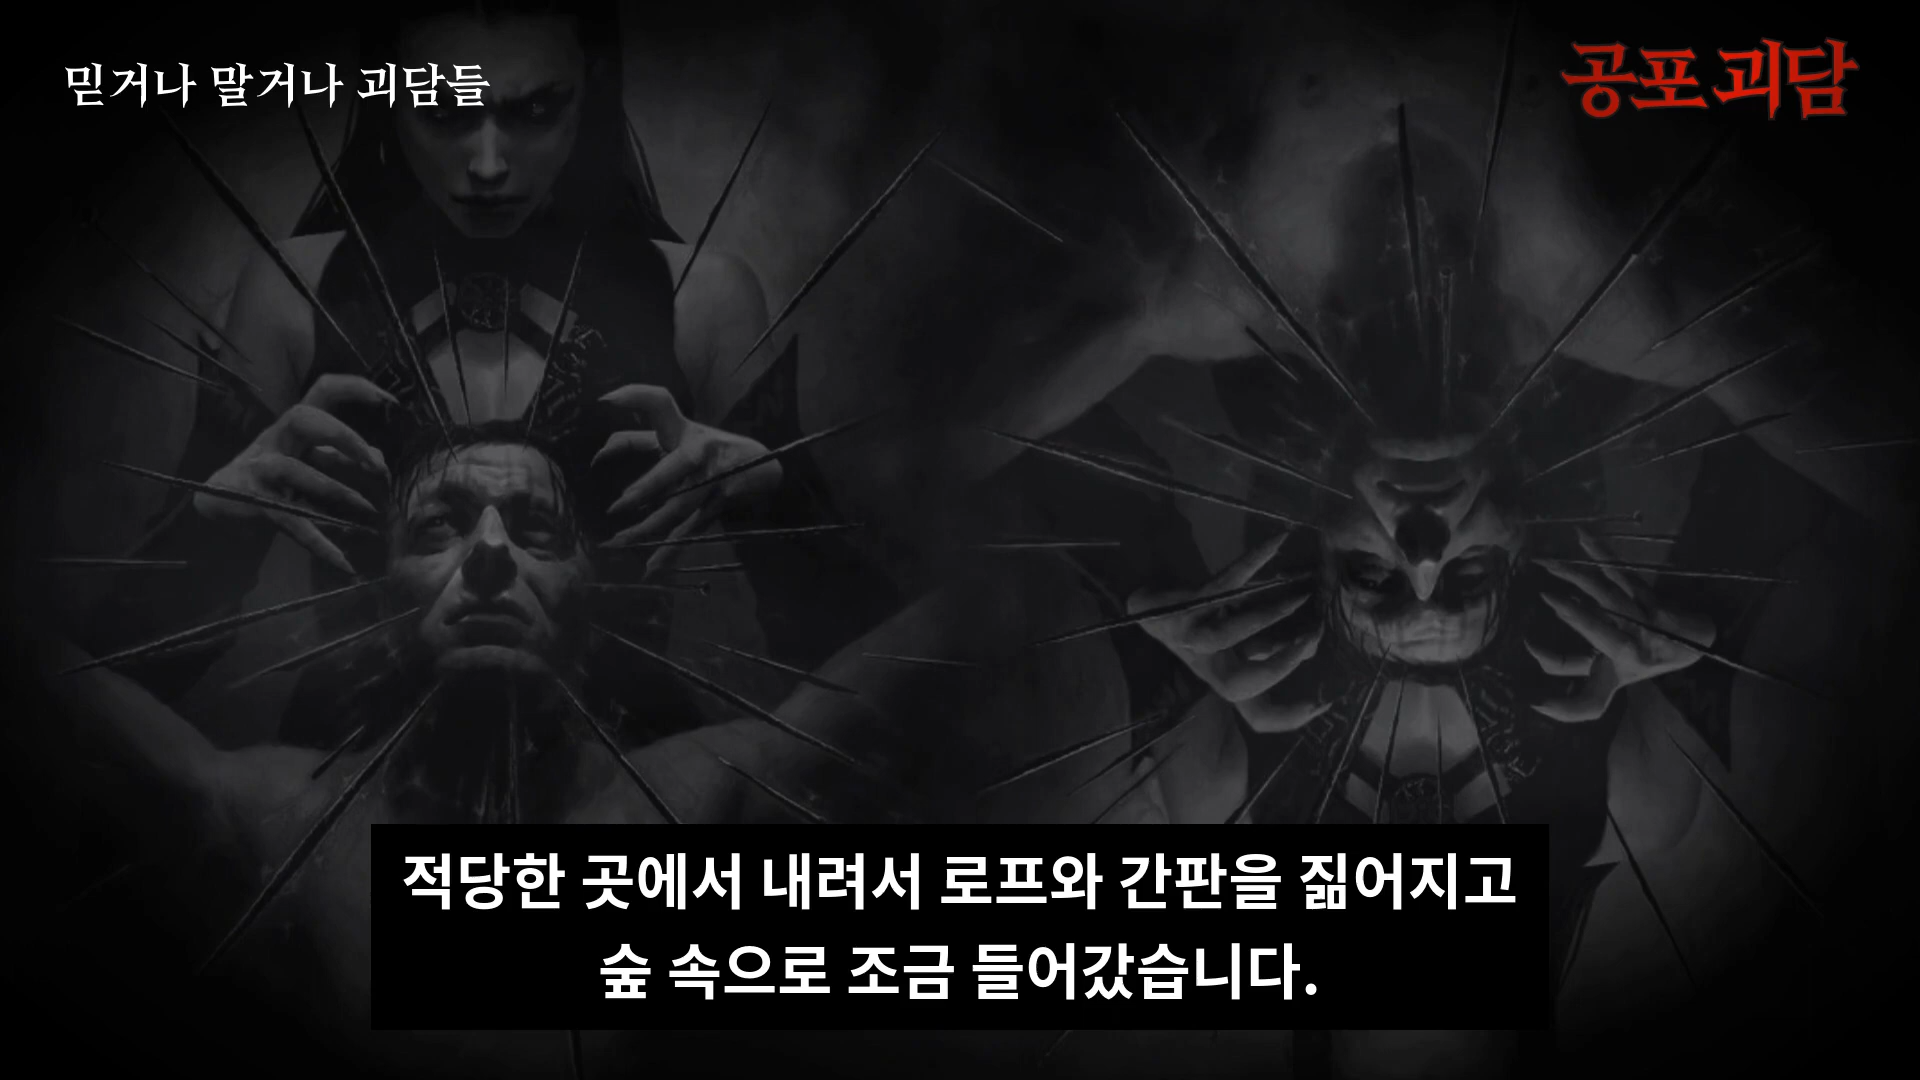 믿거나 말거나 괴담들
공포 괴담
적당한 곳에서 내려서 로프와 간판을 짊어지고
숲 속으로 조금 들어갔습니다.